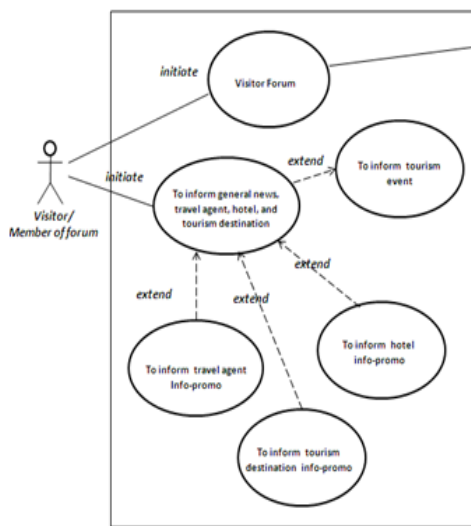 initiate
Visitor Forum
initiate
Visitor/
Member of forum
To inform general news,
travel agent, hotel, and
tourism destination
extend
To inform tourism
event
extend
extend
extend
To inform travel agent
Info-promo
To inform hotel
info-promo
To inform tourism
destination info-promo